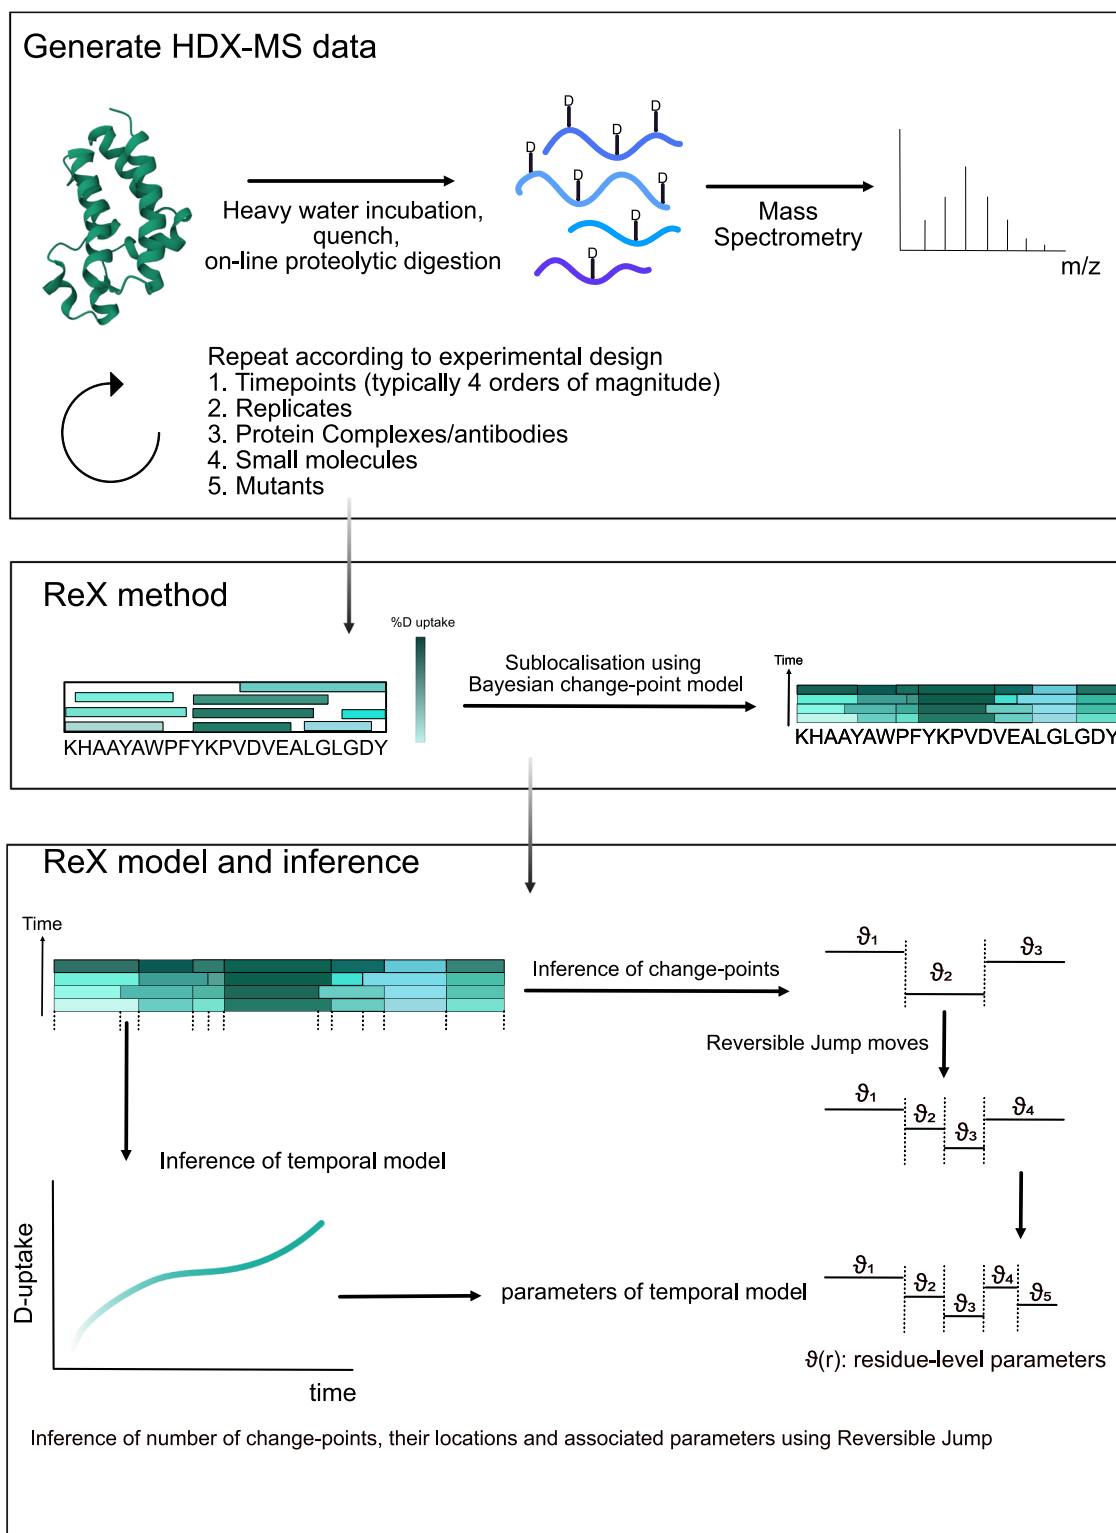 Generate HDX-MS data
D
D
D
D
D
D
D
D
Heavy water incubation,
quench,
on-line proteolytic digestion
Mass
Spectrometry
m/z
Repeat according to experimental design
1. Timepoints (typically 4 orders of magnitude)
2. Replicates
3. Protein Complexes/antibodies
4. Small molecules
5. Mutants
ReX method
%D uptake
KHAAYAWPFYKPVDVEALGLGDY
Sublocalisation using
Bayesian change-point model
Time
KHAAYAWPFYKPVDVEALGLGDY
ReX model and inference
Time
Inference of change-points
ϑ₁
ϑ₂
ϑ₃
Reversible Jump moves
ϑ₁
ϑ₂
ϑ₃
ϑ₄
Inference of temporal model
D-uptake
time
parameters of temporal model
ϑ₁
ϑ₂
ϑ₃
ϑ₄
ϑ₅
ϑ(r): residue-level parameters
Inference of number of change-points, their locations and associated parameters using Reversible Jump